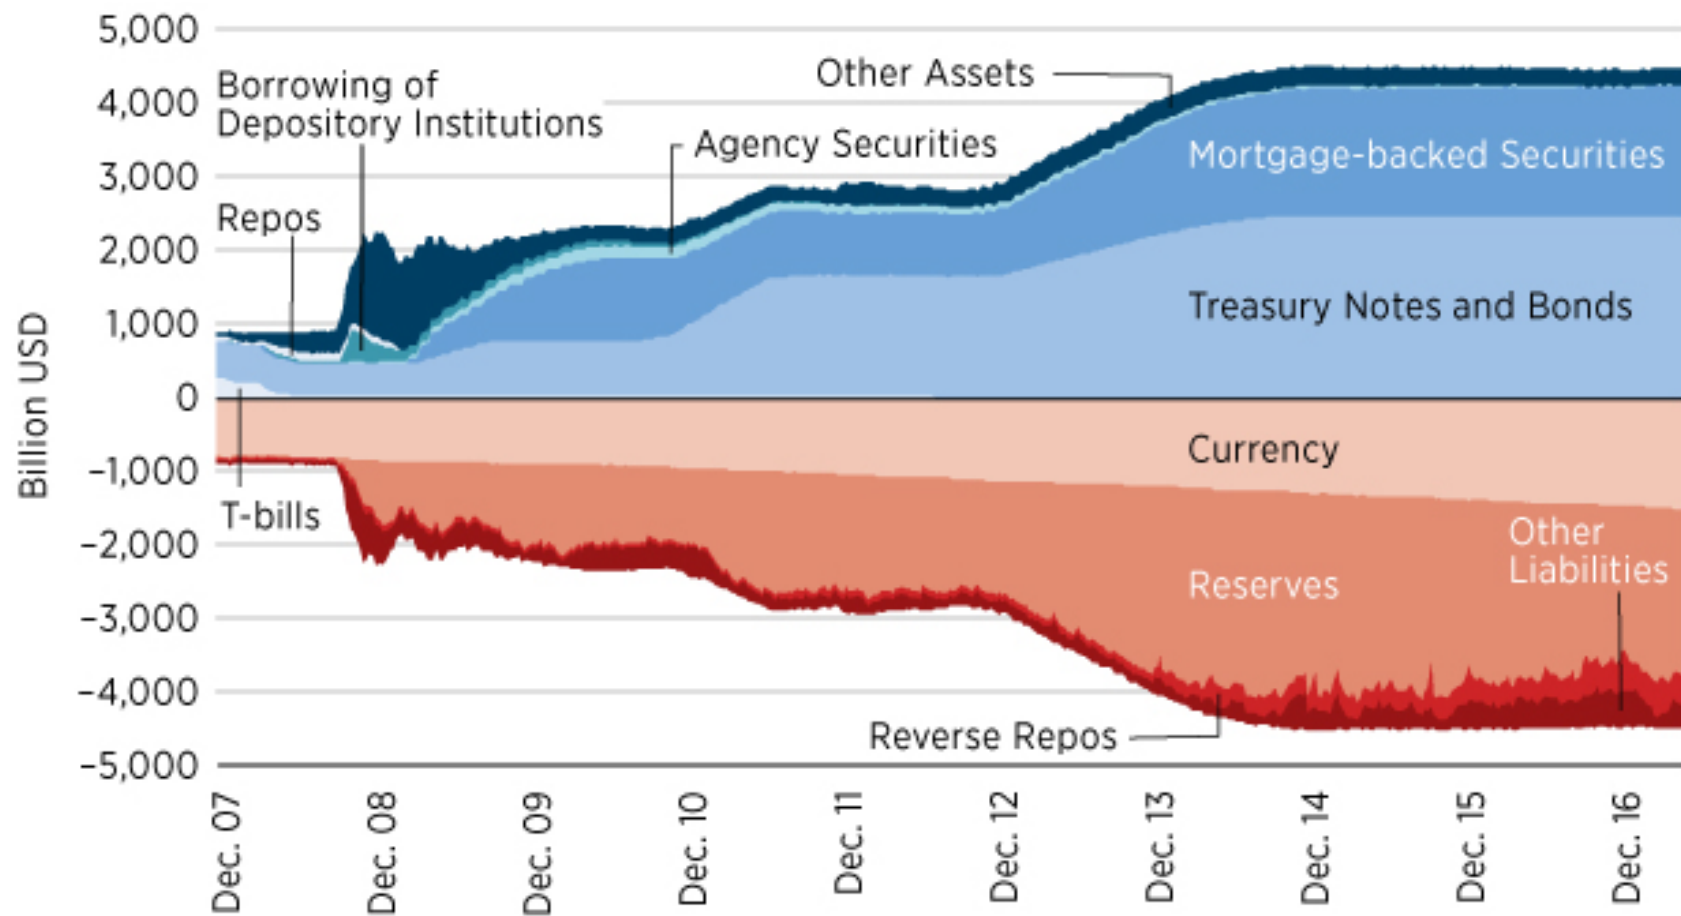 5,000
Borrowing of
Depository Institutions
Other Assets
4,000
Agency Securities
Mortgage-backed Securities
3,000
Repos
2,000
Treasury Notes and Bonds
1,000
0
Billion USD
Currency
–1,000
T-bills
–2,000
Other
Liabilities
Reserves
–3,000
–4,000
Reverse Repos
–5,000
Dec. 07
Dec. 08
Dec. 09
Dec. 10
Dec. 11
Dec. 12
Dec. 13
Dec. 14
Dec. 15
Dec. 16